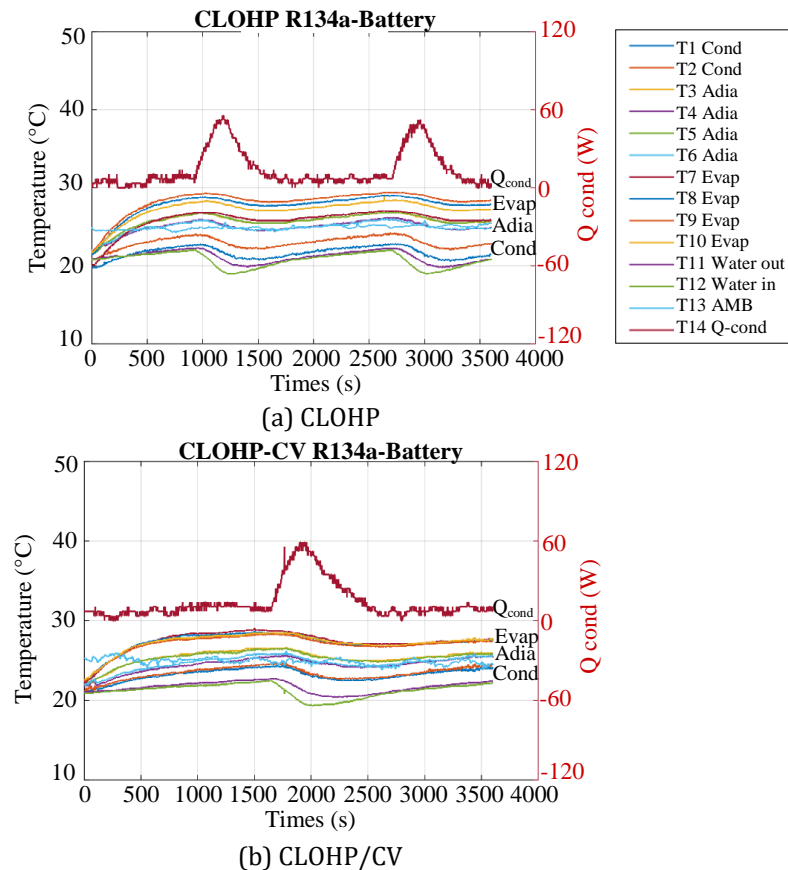 CLOHP R134a-Battery
50
40
30
20
10
Temperature (°C)
120
60
0
-60
-120
Q cond (W)
Qcond
Evap
Adia
Cond
0 500 1000 1500 2000 2500 3000 3500 4000
Times (s)
(a) CLOHP
T1 Cond
T2 Cond
T3 Adia
T4 Adia
T5 Adia
T6 Adia
T7 Evap
T8 Evap
T9 Evap
T10 Evap
T11 Water out
T12 Water in
T13 AMB
T14 Q-cond
CLOHP-CV R134a-Battery
50
40
30
20
10
Temperature (°C)
120
60
0
-60
-120
Q cond (W)
Qcond
Evap
Adia
Cond
0 500 1000 1500 2000 2500 3000 3500 4000
Times (s)
(b) CLOHP/CV